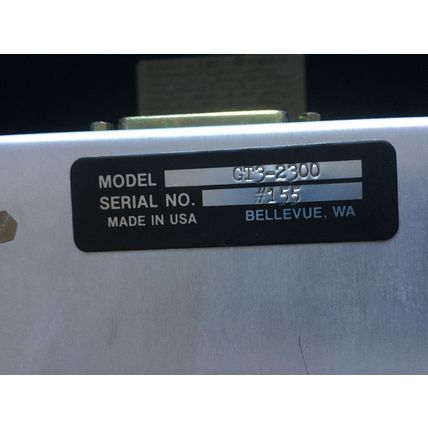 MODEL GT3-2300
SERIAL NO. #155
MADE IN USA BELLEVUE, WA